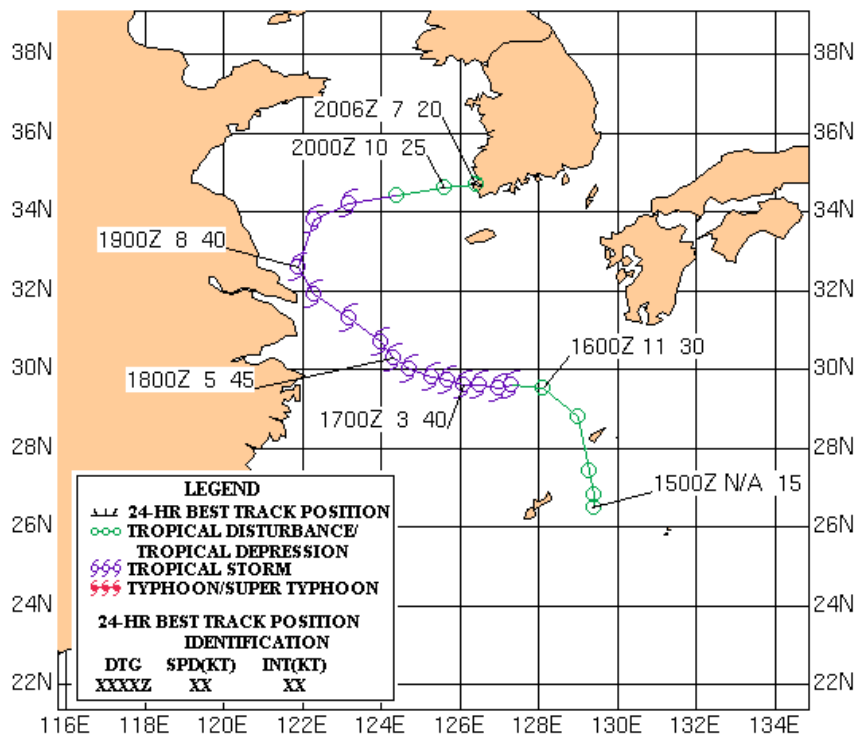 38N 38N
36N 36N
34N 34N
32N 32N
30N 30N
28N 28N
26N 26N
24N 24N
22N 22N
2006Z 7 20
2000Z 10 25
1900Z 8 40
1600Z 11 30
1800Z 5 45
1700Z 3 40
1500Z N/A 15
LEGEND
24-HR BEST TRACK POSITION
TROPICAL DISTURBANCE/
TROPICAL DEPRESSION
TROPICAL STORM
TYPHOON/SUPER TYPHOON
24-HR BEST TRACK POSITION
IDENTIFICATION
DTG SPD(KT) INT(KT)
XXXXZ XX XX
116E 118E 120E 122E 124E 126E 128E 130E 132E 134E